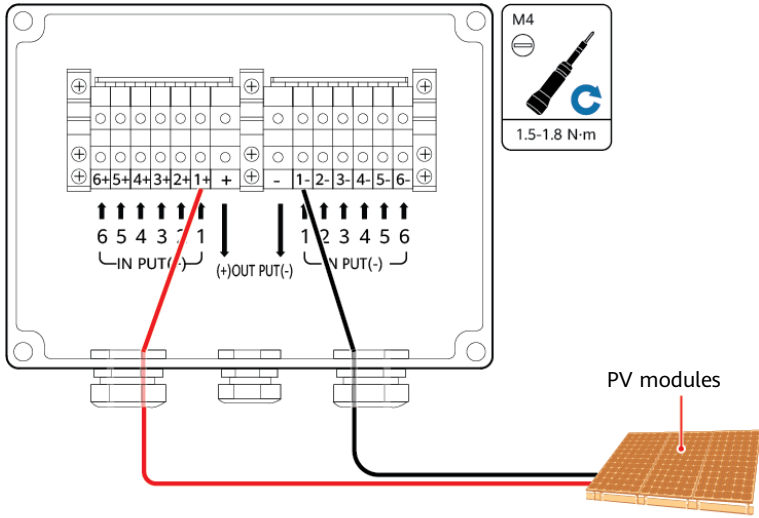 M4
1.5-1.8 N·m
6+ 5+ 4+ 3+ 2+ 1+ + - 1- 2- 3- 4- 5- 6-
6 5 4 3 2 1 1 2 3 4 5 6
IN PUT(+) (+)OUT PUT(-) IN PUT(-)
PV modules